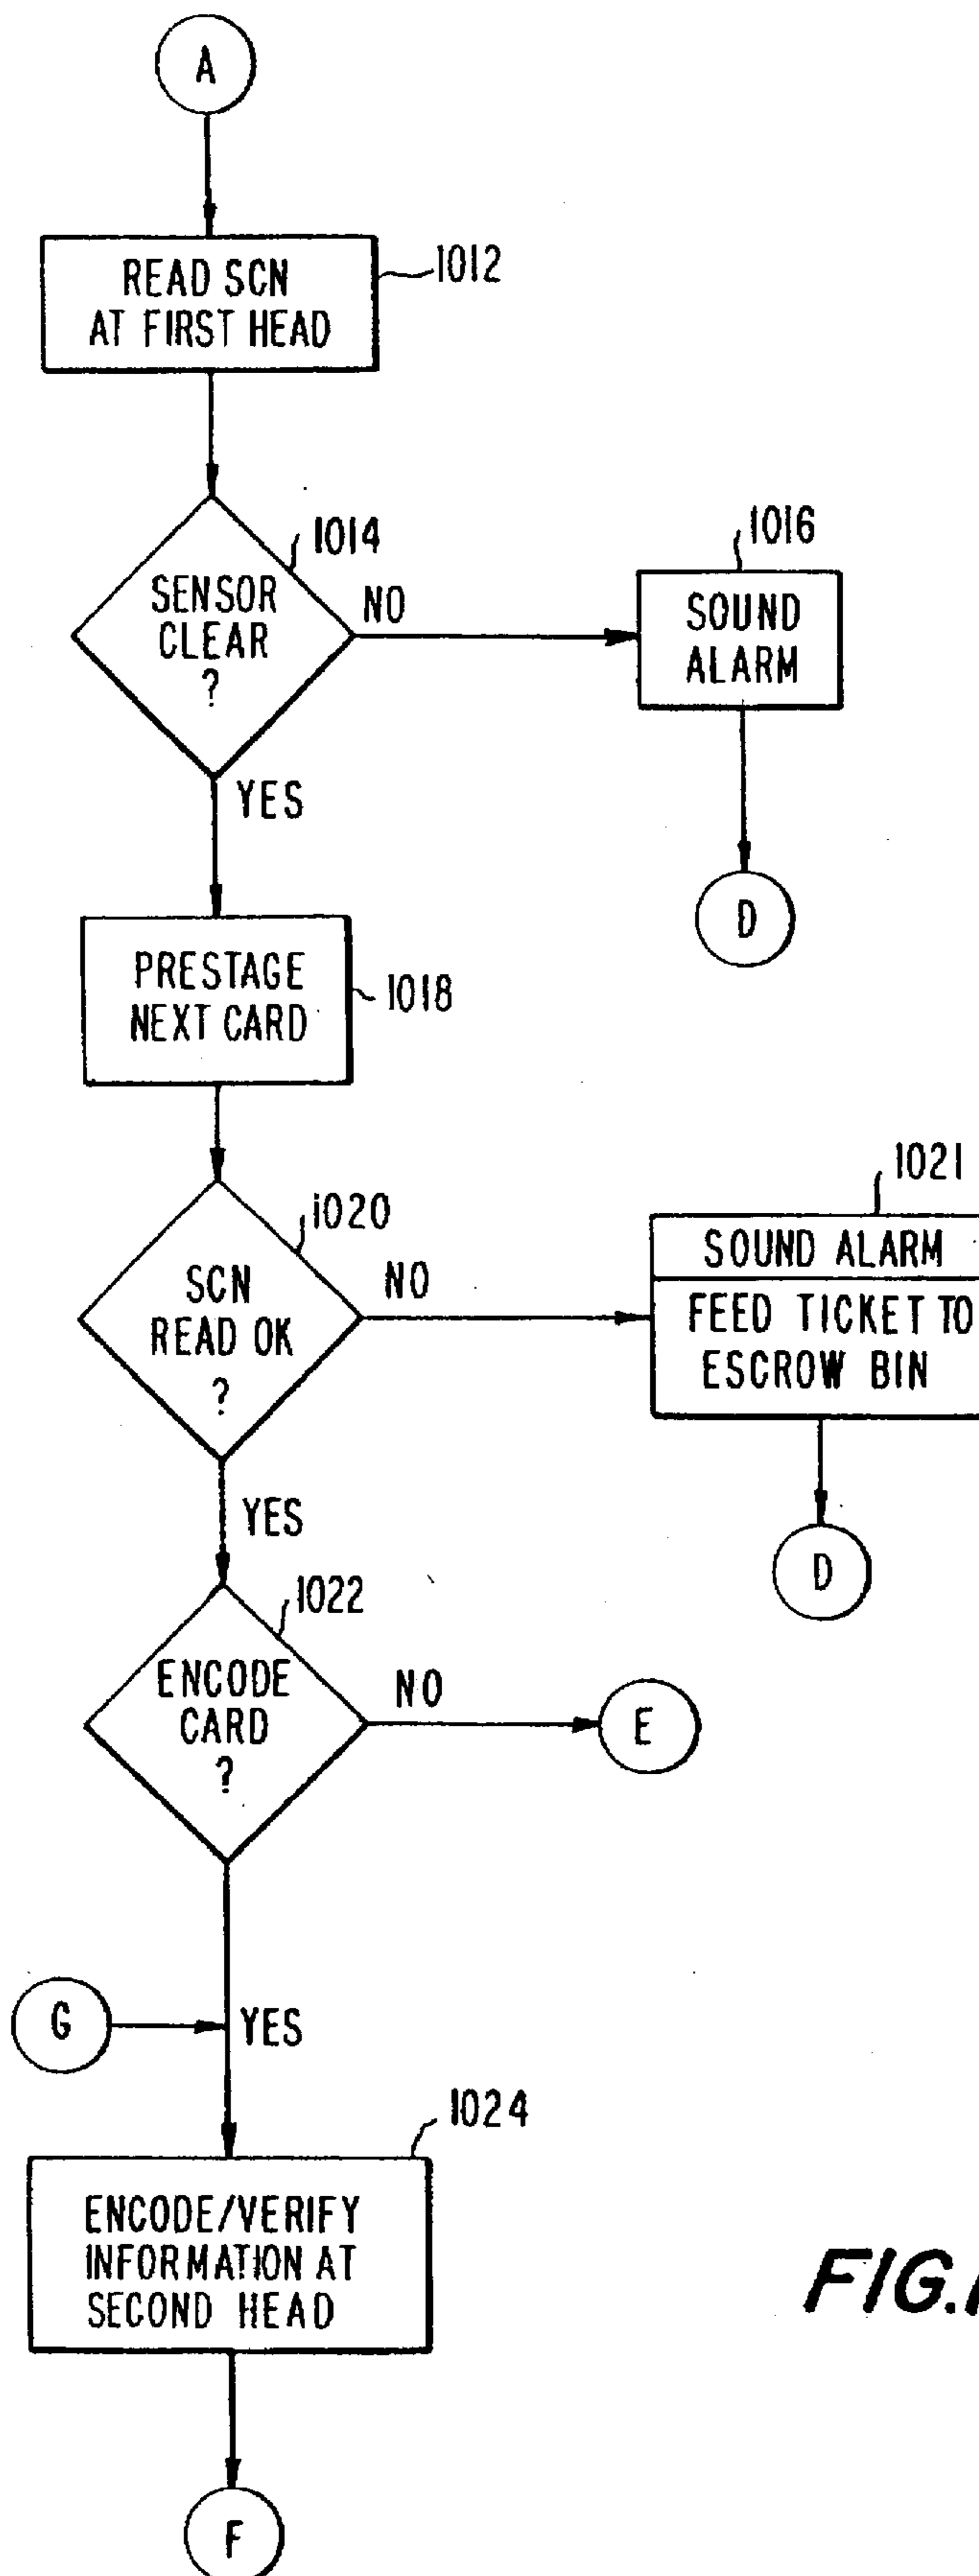 A
READ SCN
AT FIRST HEAD
1012
1014
SENSOR
CLEAR
?
NO
1016
SOUND
ALARM
YES
D
PRESTAGE
NEXT CARD
1018
1020
SCN
READ OK
?
NO
1021
SOUND ALARM
FEED TICKET TO
ESCROW BIN
YES
D
1022
ENCODE
CARD
?
NO
E
G
YES
1024
ENCODE/VERIFY
INFORMATION AT
SECOND HEAD
FIG.
F